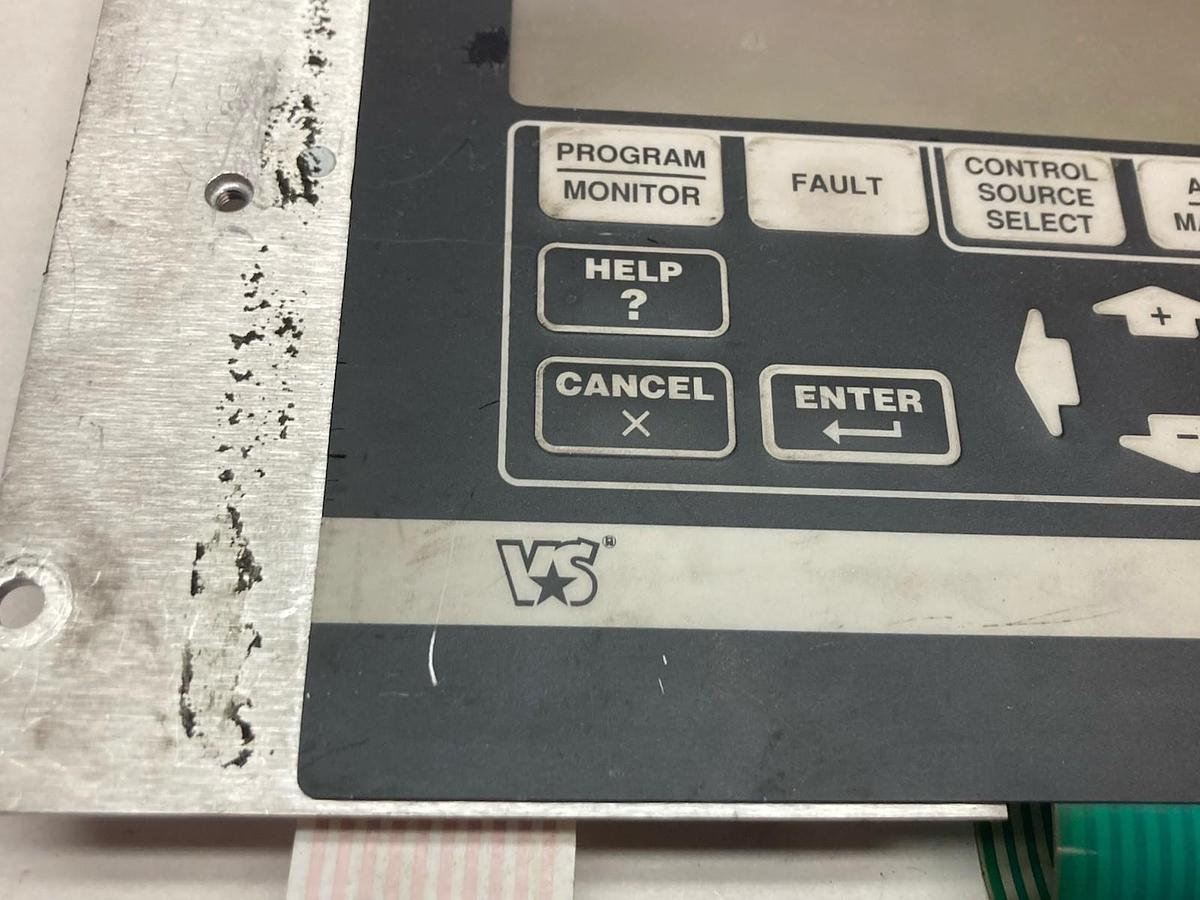 PROGRAM
MONITOR
FAULT
CONTROL
SOURCE
SELECT
HELP
?
CANCEL
×
ENTER
+
−
VS®